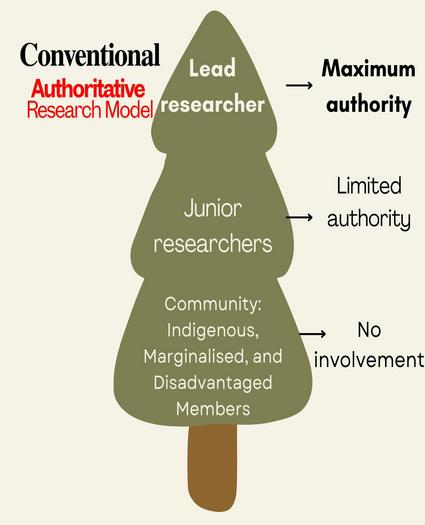 Conventional
Authoritative
Research Model
Lead
researcher
Maximum
authority
Junior
researchers
Limited
authority
Community:
Indigenous,
Marginalised, and
Disadvantaged
Members
No
involvement